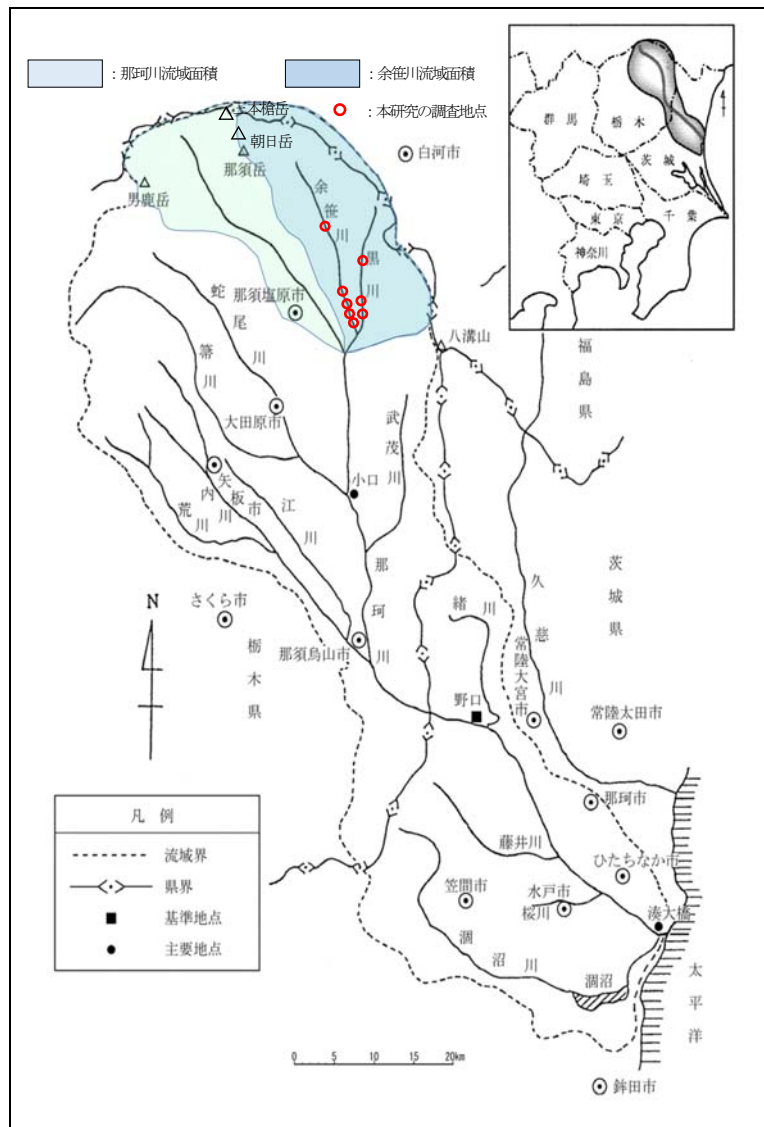 ：那珂川流域面積
：余笹川流域面積
：本研究の調査地点
三本槍岳
朝日岳
那須岳
男鹿岳
白河市
余笹川
黒川
那須塩原市
蛇尾川
箒川
大田原市
八溝山
福島県
武茂川
小口
矢板市
内川
荒川
江川
那珂川
さくら市
栃木県
那須烏山市
緒川
久慈川
茨城県
常陸大宮市
野口
常陸太田市
那珂市
藤井川
ひたちなか市
笠間市
水戸市
桜川
湊大橋
涸沼川
涸沼
太平洋
鉾田市
N
凡例
流域界
県界
基準地点
主要地点
0 5 10 20km
群馬
栃木
茨城
埼玉
東京
千葉
神奈川